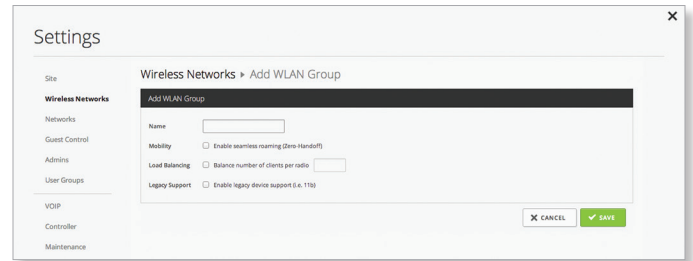 Settings
Site
Wireless Networks
Networks
Guest Control
Admins
User Groups
VOIP
Controller
Maintenance
Wireless Networks ▸ Add WLAN Group
Add WLAN Group
Name
Mobility Enable seamless roaming (Zero-Handoff)
Load Balancing Balance number of clients per radio
Legacy Support Enable legacy device support (i.e. 11b)
CANCEL SAVE